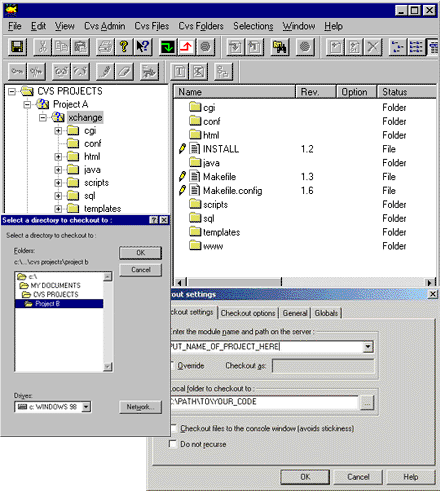 File Edit View Cvs Admin Cvs Files Cvs Folders Selections Window Help
CVS PROJECTS
Project A
xchange
cgi
conf
html
java
scripts
sql
templates
Name Rev. Option Status
cgi Folder
conf Folder
html Folder
INSTALL 1.2 File
java Folder
Makefile 1.3 File
Makefile.config 1.6 File
scripts Folder
sql Folder
templates Folder
www Folder
Select a directory to checkout to :
Select a directory to checkout to :
Folders:
c:\...\cvs projects\project b
OK
Cancel
c:\
MY DOCUMENTS
CVS PROJECTS
Project B
Drives:
c: WINDOWS 98
Network...
out settings
ckout settings Checkout options General Globals
Enter the module name and path on the server :
PUT_NAME_OF_PROJECT_HERE
Override Checkout as:
Local folder to checkout to :
C:\PATH\TO\YOUR_CODE
...
Checkout files to the console window (avoids stickiness)
Do not recurse
OK Cancel Help